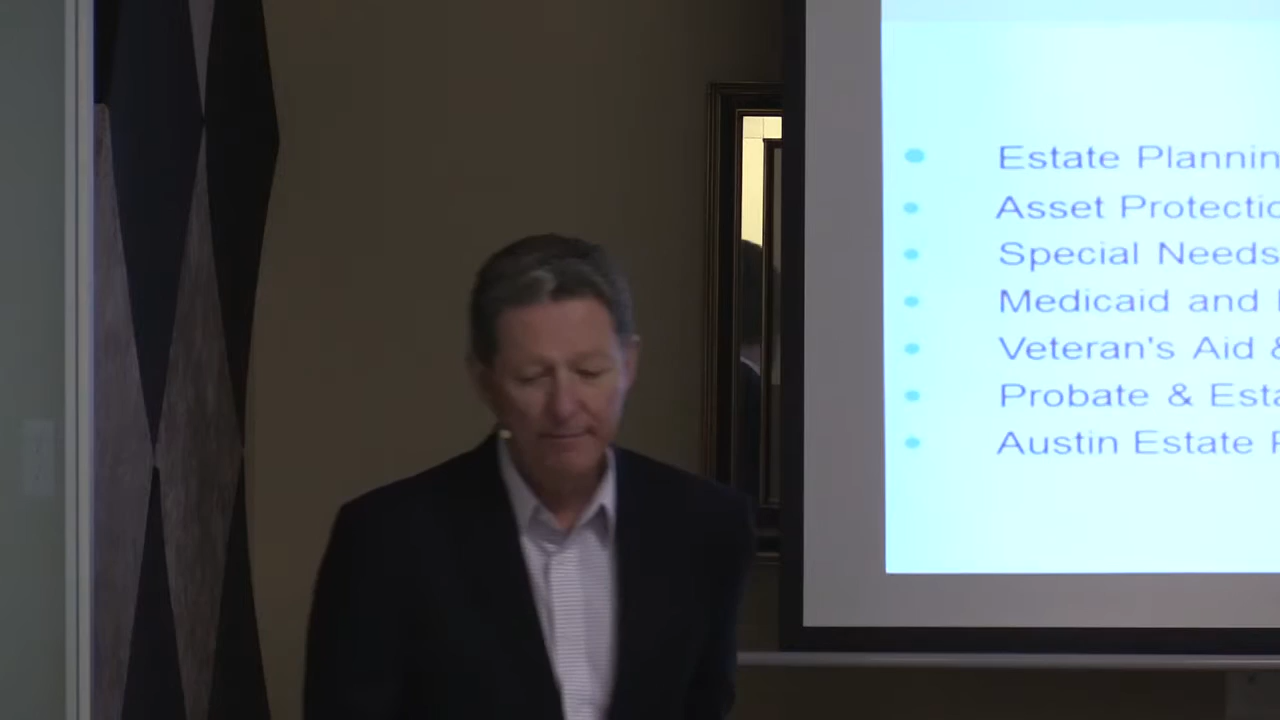 Estate Plannin
Asset Protectio
Special Needs
Medicaid and
Veteran's Aid &
Probate & Esta
Austin Estate